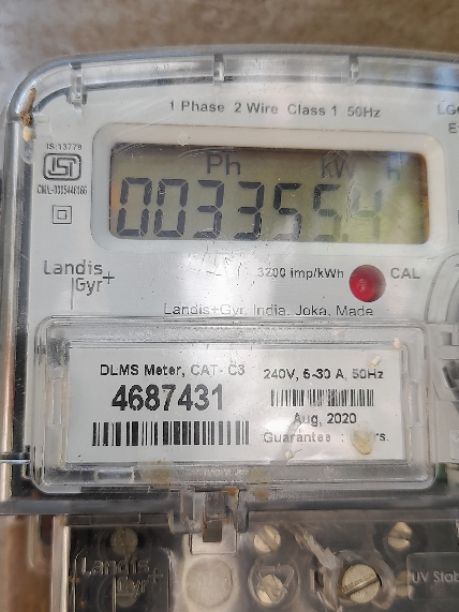 1 Phase 2 Wire Class 1 50Hz
IS:13779
ISI
Ph kW h
003355.4
Landis
Gyr+
3200 imp/kWh
CAL
Landis+Gyr, India, Joka, Made
DLMS Meter, CAT- C3
4687431
240V, 5-30 A, 50Hz
Aug, 2020
Guarantee :
Landis
Gyr+